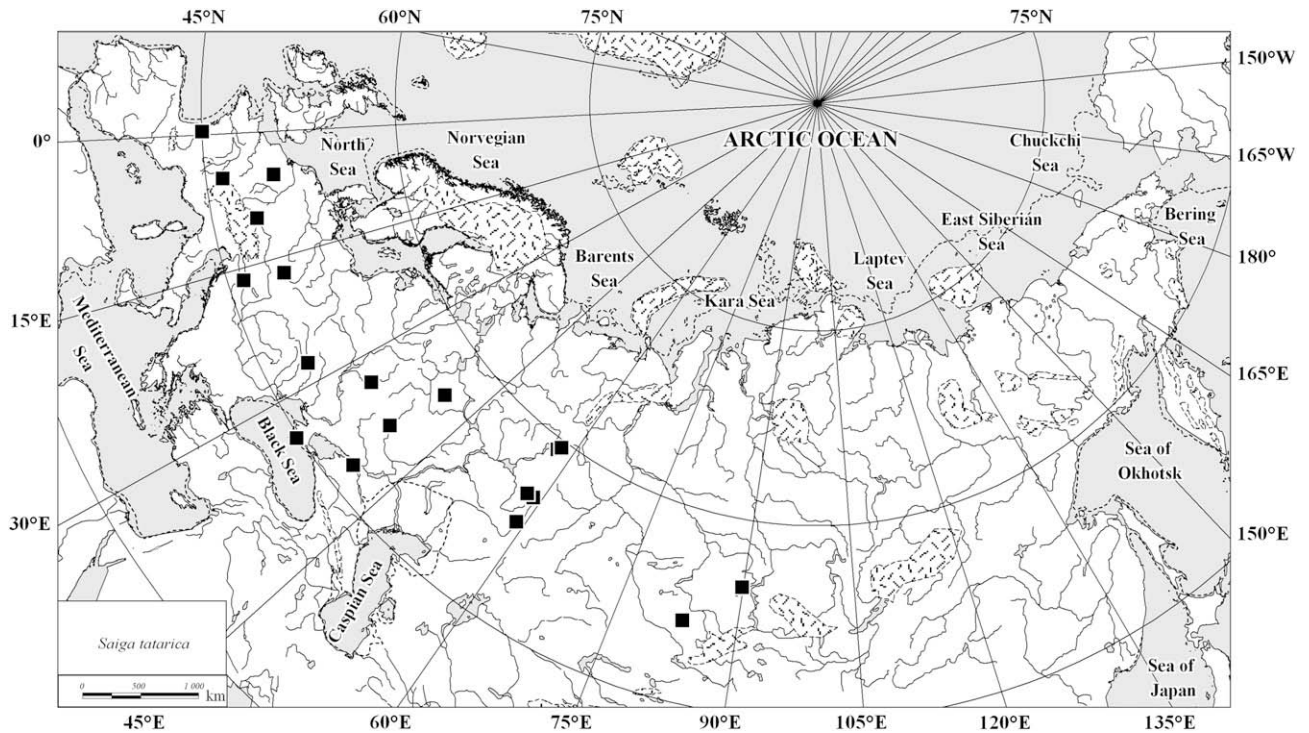 45°N
60°N
75°N
75°N
150°W
0°
North
Sea
Norvegian
Sea
ARCTIC OCEAN
Chuckchi
Sea
165°W
East Siberian
Sea
Bering
Sea
Barents
Sea
Laptev
Sea
180°
Kara Sea
15°E
Mediterranean
Sea
165°E
Black Sea
Sea of
Okhotsk
30°E
150°E
Caspian Sea
Saiga tatarica
0 500 1 000
km
Sea of
Japan
45°E
60°E
75°E
90°E
105°E
120°E
135°E